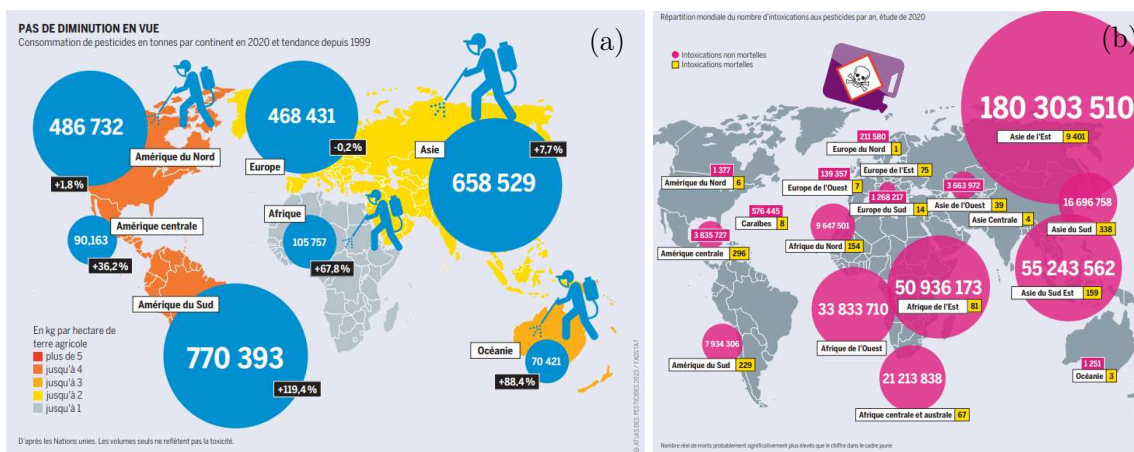 PAS DE DIMINUTION EN VUE
Consommation de pesticides en tonnes par continent en 2020 et tendance depuis 1999
(a)
486 732
Amérique du Nord
+1,8 %
468 431
-0,2 %
Europe
Asie
+7,7 %
658 529
Amérique centrale
90,163
+36,2 %
Afrique
105 757
+67,8 %
Amérique du Sud
770 393
+119,4 %
Océanie
70 421
+88,4 %
En kg par hectare de
terre agricole
plus de 5
jusqu'à 4
jusqu'à 3
jusqu'à 2
jusqu'à 1
D'après les Nations unies. Les volumes seuls ne reflètent pas la toxicité.
© ATLAS DES PESTICIDES 2023 / FAOSTAT
Répartition mondiale du nombre d'intoxications aux pesticides par an, étude de 2020
(b)
Intoxications non mortelles
Intoxications mortelles
180 303 510
Asie de l'Est 9 401
211 580
Europe du Nord 1
1 377
Amérique du Nord 6
139 357
Europe de l'Ouest 7
Europe de l'Est 75
1 268 217
Europe du Sud 14
3 663 972
Asie de l'Ouest 39
Asie Centrale 4
16 696 758
Asie du Sud 338
576 445
Caraïbes 8
3 835 727
Amérique centrale 296
9 647 501
Afrique du Nord 154
55 243 562
Asie du Sud Est 159
50 936 173
Afrique de l'Est 81
33 833 710
Afrique de l'Ouest
7 934 306
Amérique du Sud 229
21 213 838
Afrique centrale et australe 67
1 251
Océanie 3
Nombre réel de morts probablement significativement plus élevés que le chiffre dans le cadre jaune